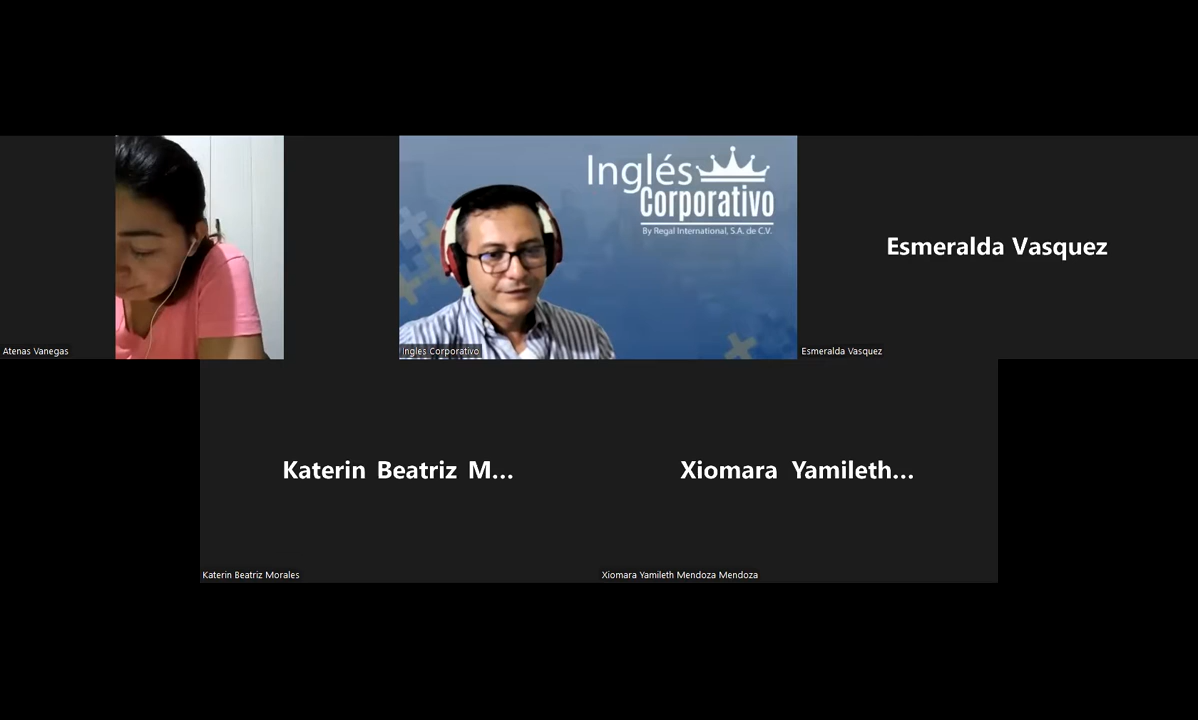 Inglés
Corporativo
By Regal International, S.A. de C.V.
Esmeralda Vasquez
Atenas Vanegas
Ingles Corporativo
Esmeralda Vasquez
Katerin Beatriz M...
Xiomara Yamileth...
Katerin Beatriz Morales
Xiomara Yamileth Mendoza Mendoza